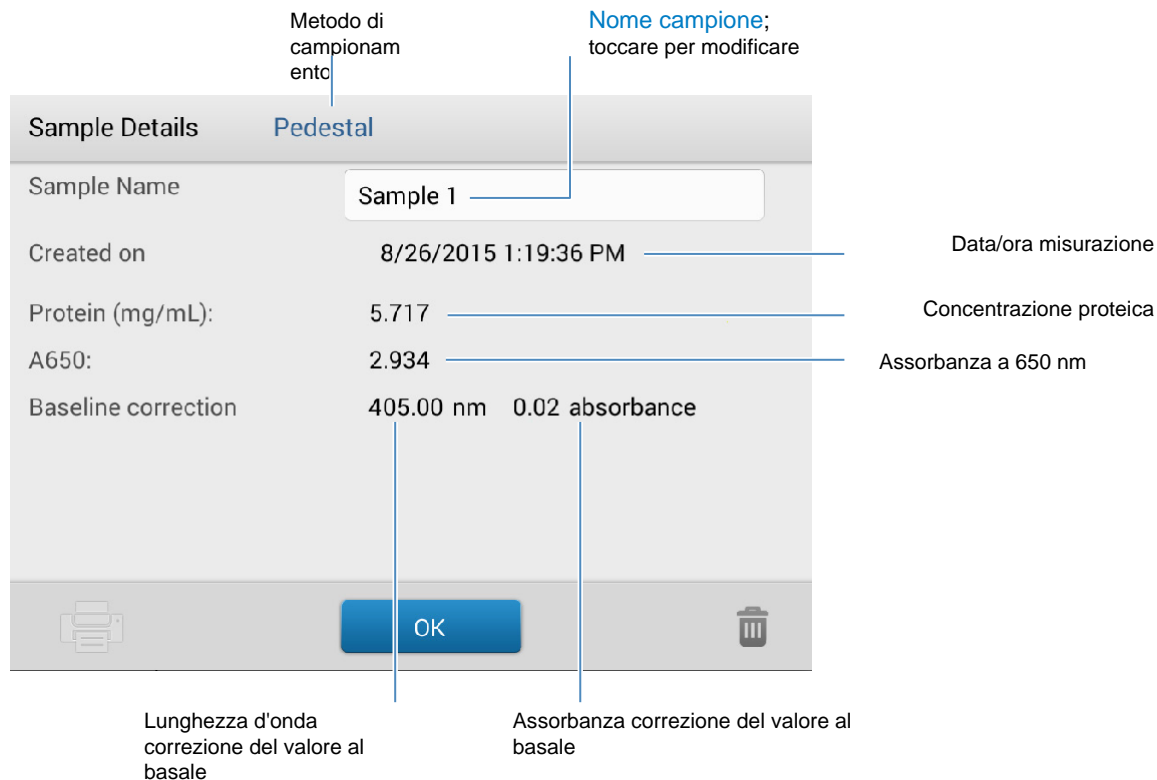 Metodo di
campionam
ento
Nome campione;
toccare per modificare
Sample Details Pedestal
Sample Name Sample 1
Created on 8/26/2015 1:19:36 PM
Data/ora misurazione
Protein (mg/mL): 5.717
Concentrazione proteica
A650: 2.934
Assorbanza a 650 nm
Baseline correction 405.00 nm 0.02 absorbance
OK
Lunghezza d'onda
correzione del valore al
basale
Assorbanza correzione del valore al
basale